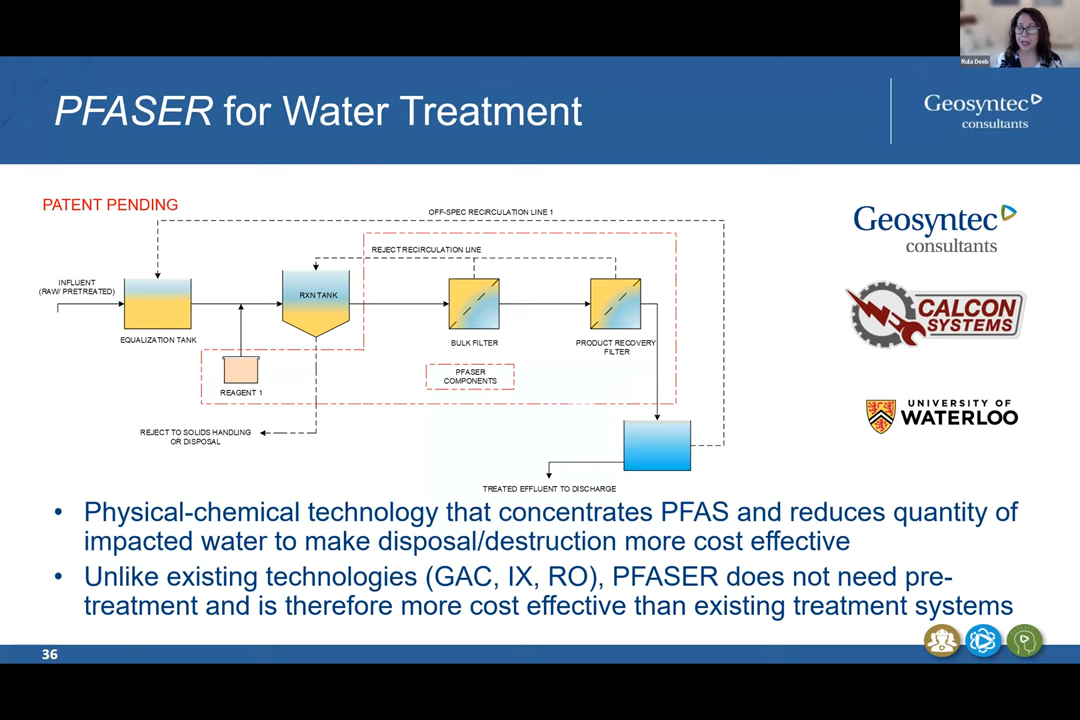 Rula Deeb
PFASER for Water Treatment
Geosyntec
consultants
PATENT PENDING
OFF-SPEC RECIRCULATION LINE 1
REJECT RECIRCULATION LINE
INFLUENT
(RAW/ PRETREATED)
RXN TANK
EQUALIZATION TANK
BULK FILTER
PRODUCT RECOVERY
FILTER
PFASER
COMPONENTS
REAGENT 1
REJECT TO SOLIDS HANDLING
OR DISPOSAL
TREATED EFFLUENT TO DISCHARGE
Geosyntec
consultants
CALCON
SYSTEMS
UNIVERSITY OF
WATERLOO
• Physical-chemical technology that concentrates PFAS and reduces quantity of
impacted water to make disposal/destruction more cost effective
• Unlike existing technologies (GAC, IX, RO), PFASER does not need pre-
treatment and is therefore more cost effective than existing treatment systems
36